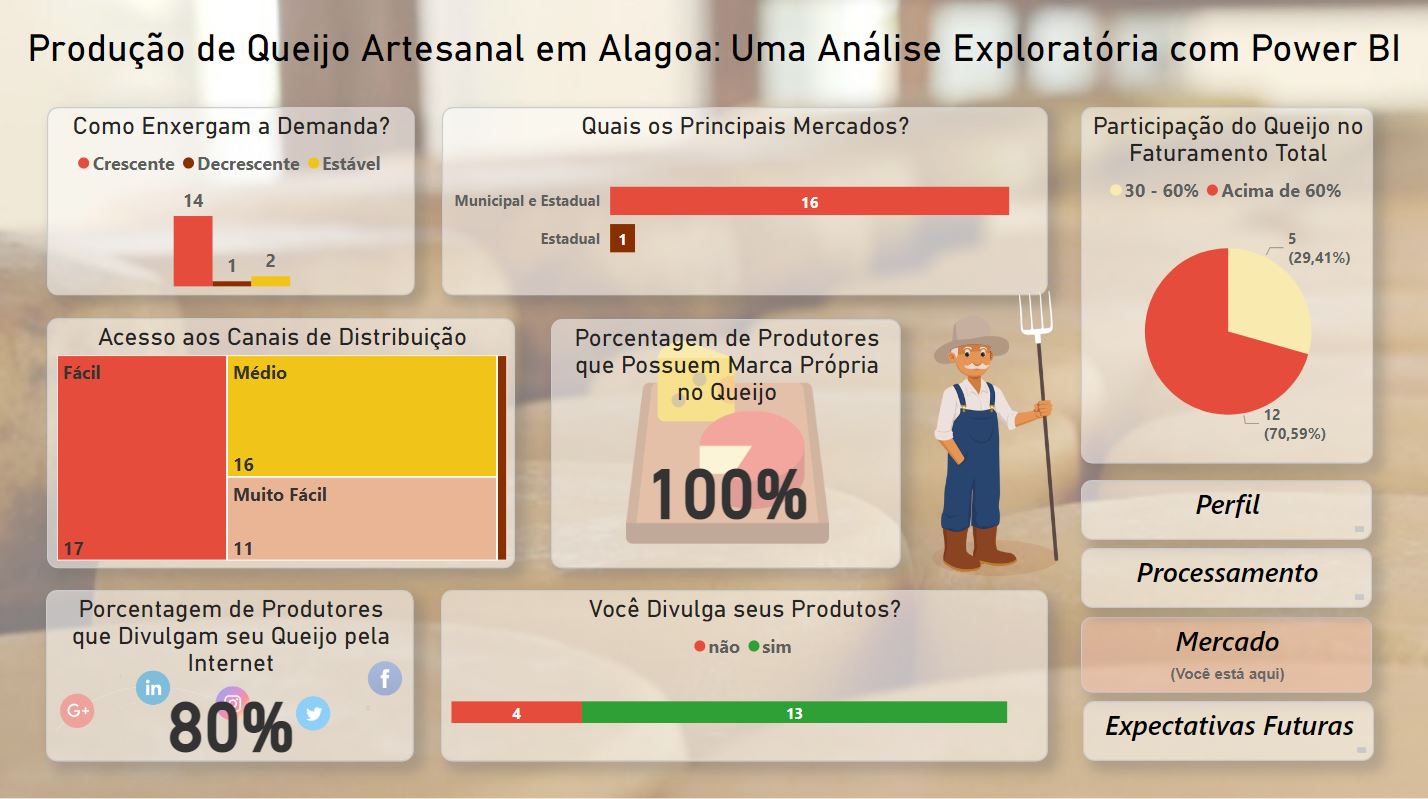 Produção de Queijo Artesanal em Alagoa: Uma Análise Exploratória com Power BI
Como Enxergam a Demanda?
Crescente Decrescente Estável
14
1
2
Quais os Principais Mercados?
Municipal e Estadual
16
Estadual
1
Participação do Queijo no
Faturamento Total
30 - 60% Acima de 60%
5
(29,41%)
12
(70,59%)
Acesso aos Canais de Distribuição
Fácil
17
Médio
16
Muito Fácil
11
Porcentagem de Produtores
que Possuem Marca Própria
no Queijo
100%
Perfil
Processamento
Mercado
(Você está aqui)
Expectativas Futuras
Porcentagem de Produtores
que Divulgam seu Queijo pela
Internet
G+
in
f
80%
Você Divulga seus Produtos?
não sim
4
13